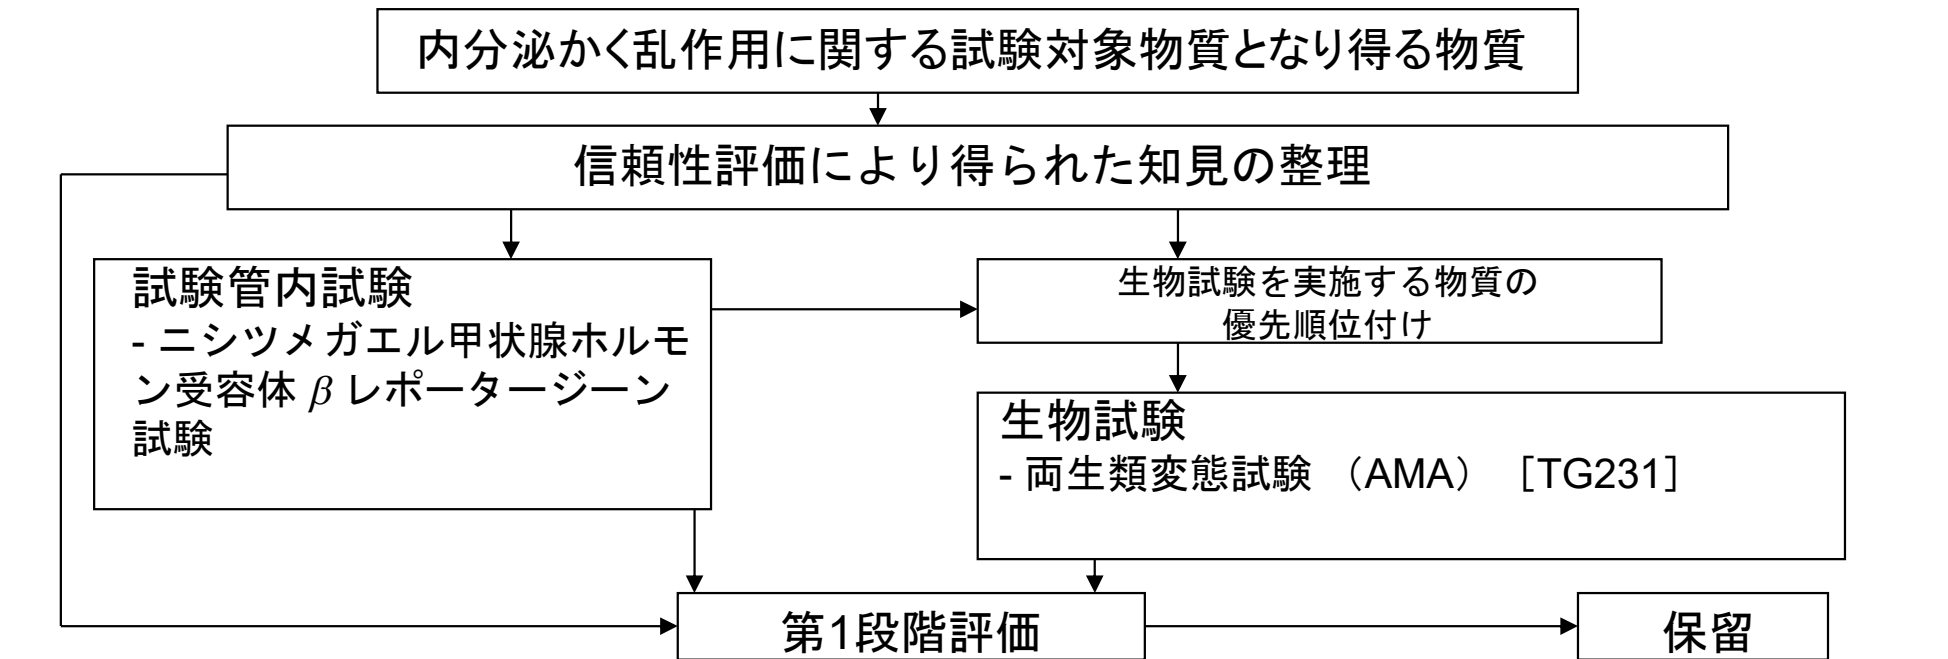 内分泌かく乱作用に関する試験対象物質となり得る物質
信頼性評価により得られた知見の整理
試験管内試験
- ニシツメガエル甲状腺ホルモ
ン受容体 β レポータージーン
試験
生物試験を実施する物質の
優先順位付け
生物試験
- 両生類変態試験 （AMA） ［TG231］
第1段階評価
保留